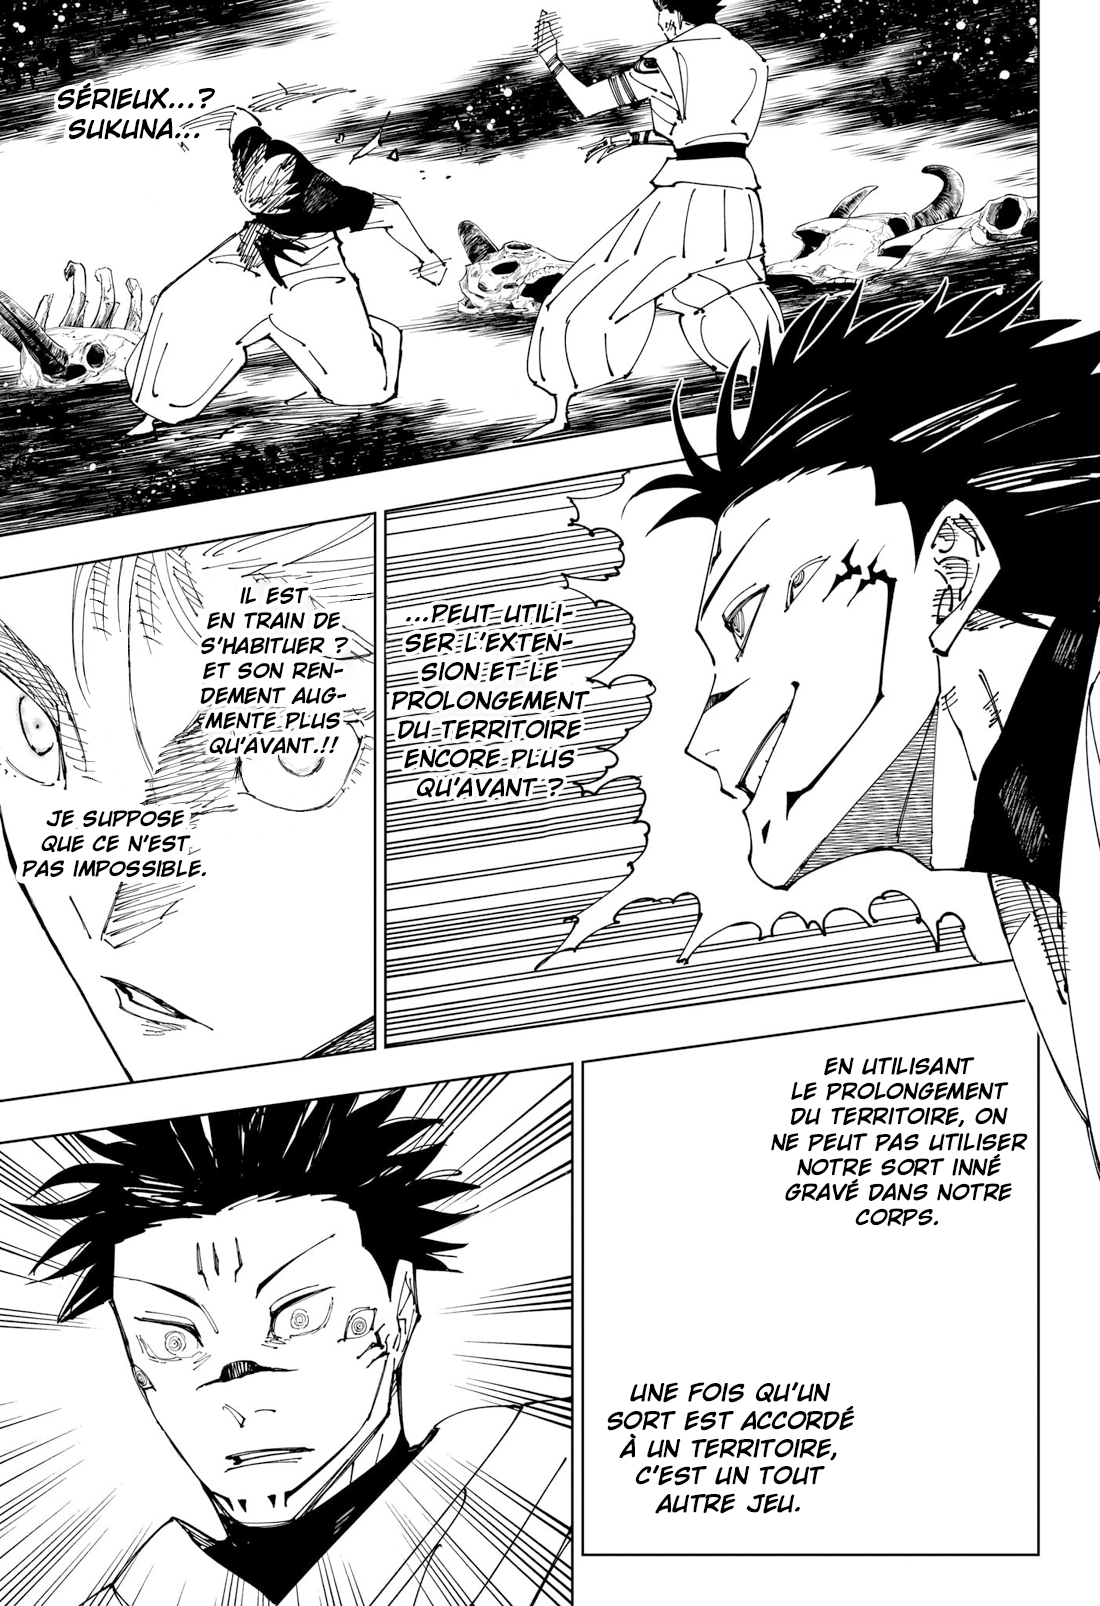 SÉRIEUX...?
SUKUNA...
...PEUT UTILI-
SER L'EXTEN-
SION ET LE
PROLONGEMENT
DU TERRITOIRE
ENCORE PLUS
QU'AVANT ?
IL EST
EN TRAIN DE
S'HABITUER ?
ET SON REN-
DEMENT AUG-
MENTE PLUS
QU'AVANT.!!
JE SUPPOSE
QUE CE N'EST
PAS IMPOSSIBLE.
EN UTILISANT
LE PROLONGEMENT
DU TERRITOIRE, ON
NE PEUT PAS UTILISER
NOTRE SORT INNÉ
GRAVÉ DANS NOTRE
CORPS.
UNE FOIS QU'UN
SORT EST ACCORDÉ
À UN TERRITOIRE,
C'EST UN TOUT
AUTRE JEU.